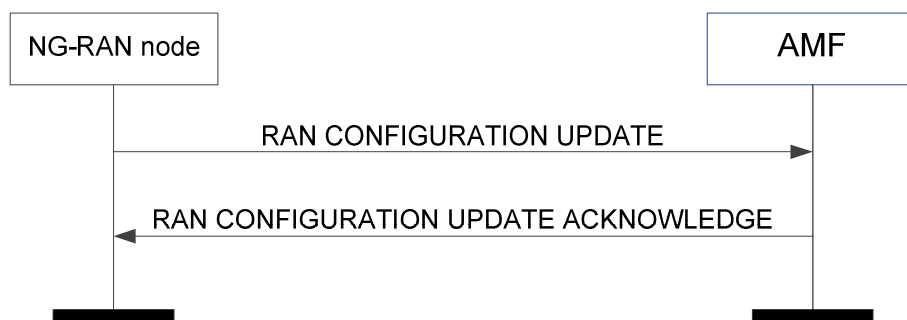 NG-RAN node
AMF
RAN CONFIGURATION UPDATE
RAN CONFIGURATION UPDATE ACKNOWLEDGE